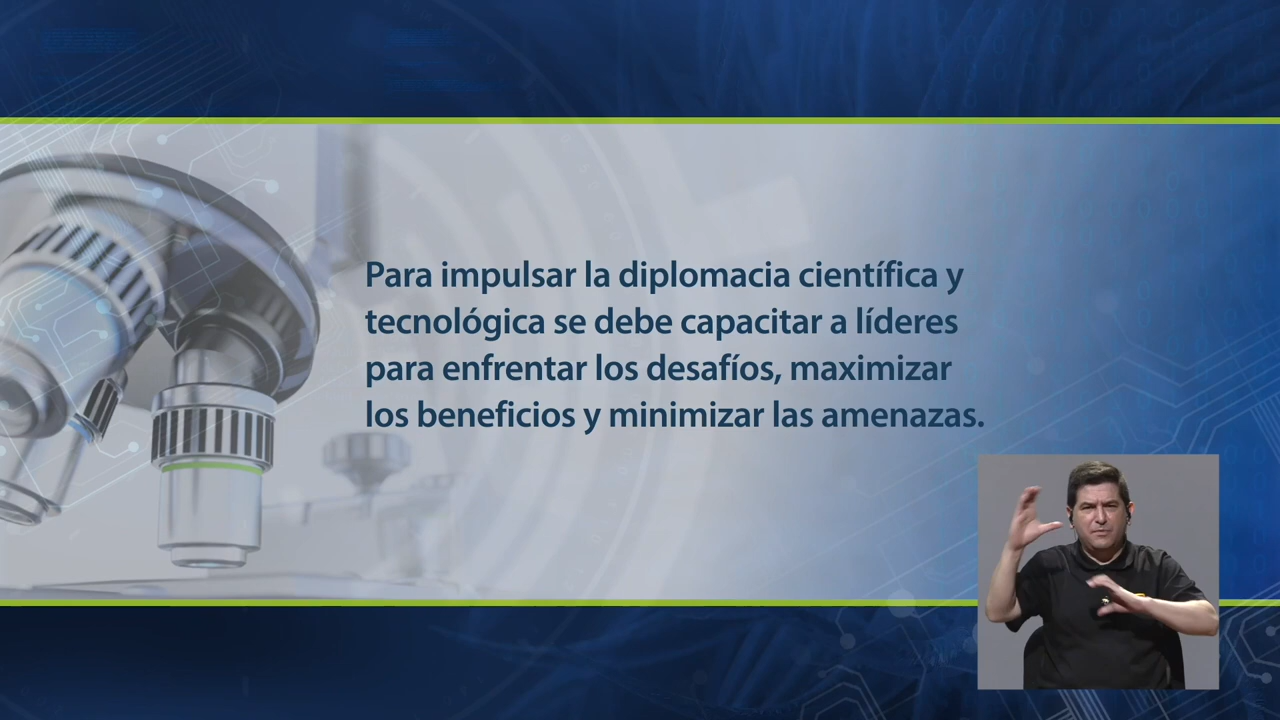 Para impulsar la diplomacia científica y
tecnológica se debe capacitar a líderes
para enfrentar los desafíos, maximizar
los beneficios y minimizar las amenazas.